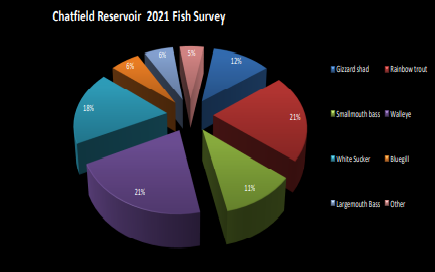 Chatfield Reservoir 2021 Fish Survey
6%
5%
12%
6%
18%
21%
21%
11%
Gizzard shad Rainbow trout
Smallmouth bass Walleye
White Sucker Bluegill
Largemouth Bass Other